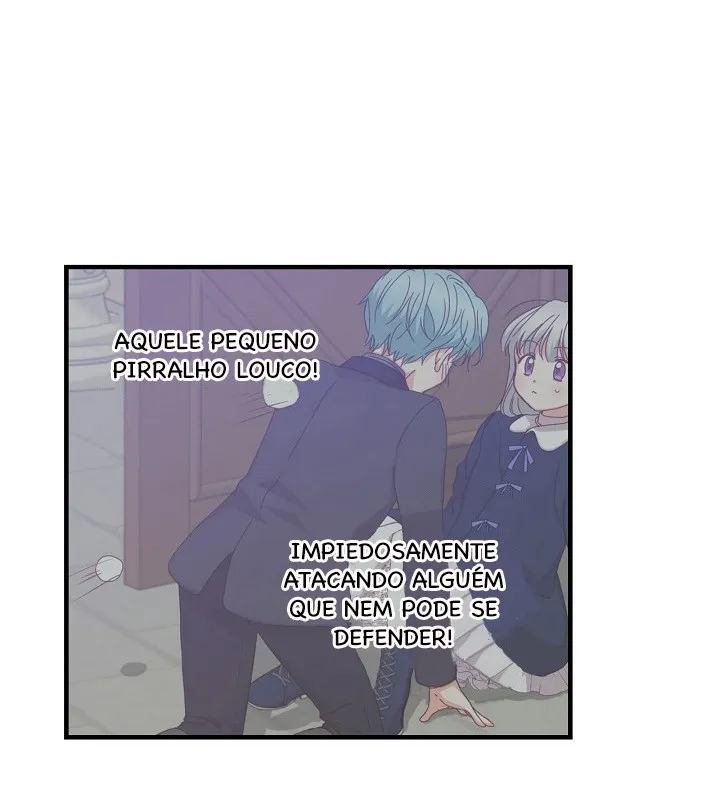 AQUELE PEQUENO
PIRRALHO LOUCO!
IMPIEDOSAMENTE
ATACANDO ALGUÉM
QUE NEM PODE SE
DEFENDER!